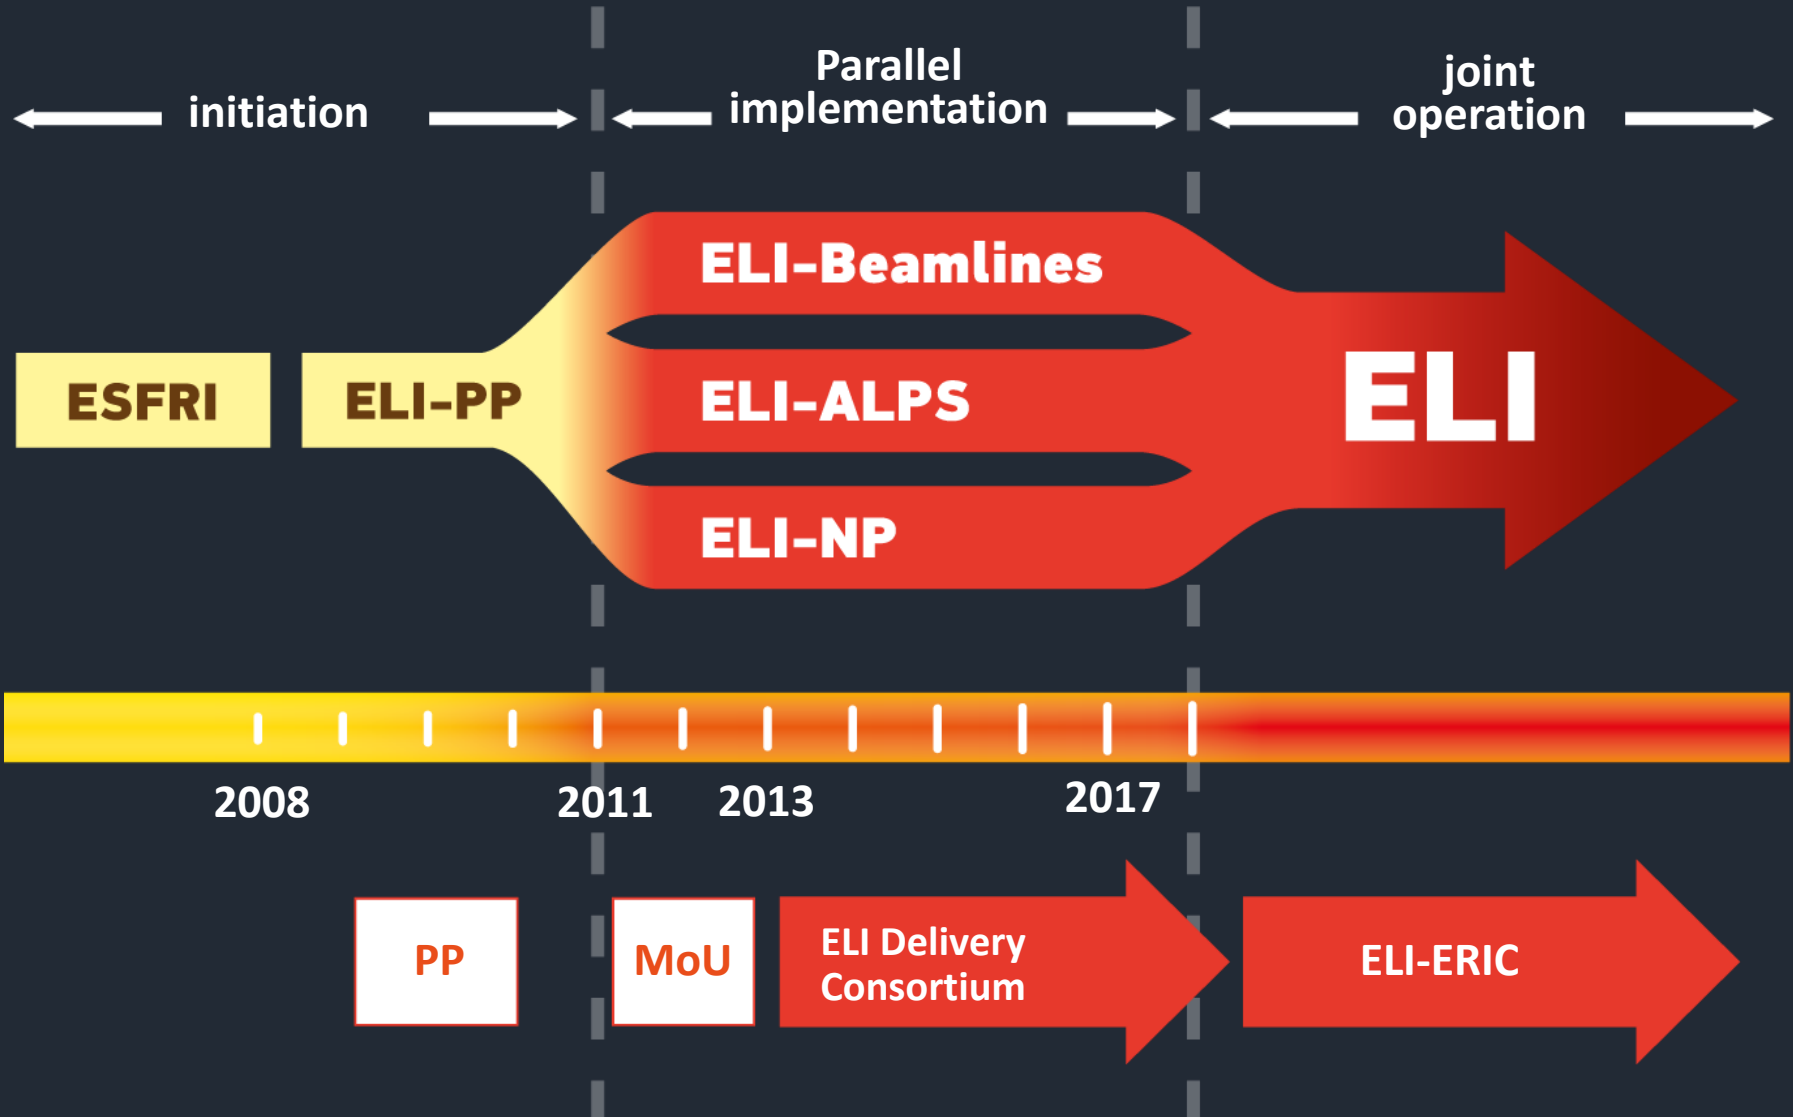 initiation
Parallel
implementation
joint
operation
ELI-Beamlines
ESFRI
ELI-PP
ELI-ALPS
ELI
ELI-NP
2008
2011
2013
2017
PP
MoU
ELI Delivery
Consortium
ELI-ERIC